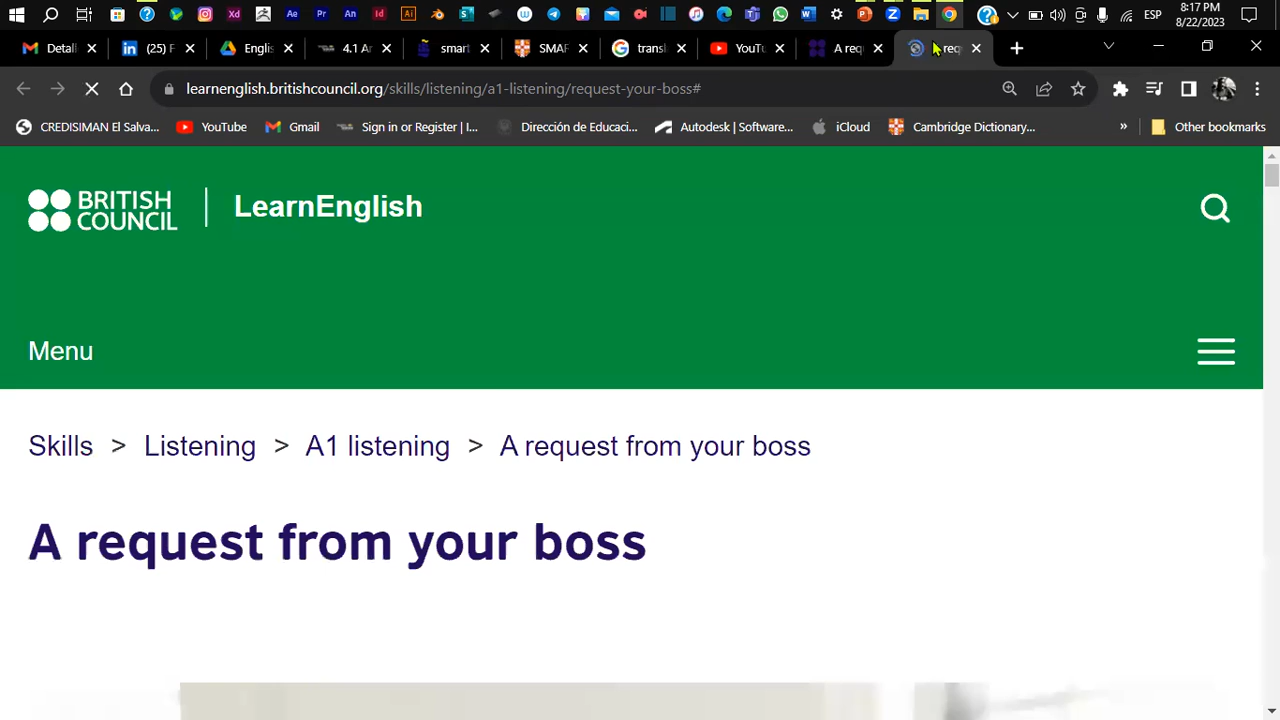 8:17 PM
ESP
8/22/2023
Detall
(25) F
Englis
4.1 Ar
smart
SMAR
transl
YouTu
A req
req
learnenglish.britishcouncil.org/skills/listening/a1-listening/request-your-boss#
CREDISIMAN El Salva...
YouTube
Gmail
Sign in or Register | I...
Dirección de Educaci...
Autodesk | Software...
iCloud
Cambridge Dictionary...
»
Other bookmarks
BRITISH
COUNCIL
LearnEnglish
Menu
Skills > Listening > A1 listening > A request from your boss
A request from your boss